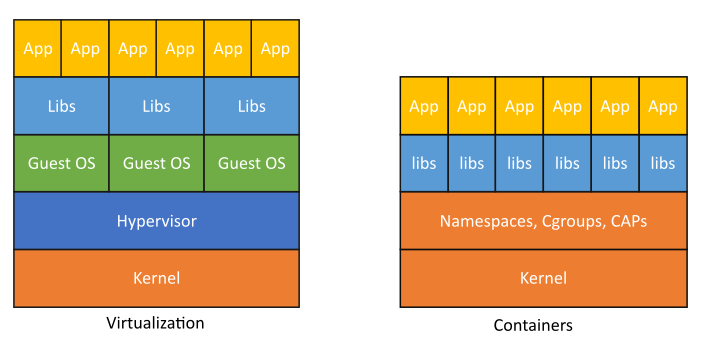 App App App App App App
Libs Libs Libs
Guest OS Guest OS Guest OS
Hypervisor
Kernel
Virtualization
App App App App App App
libs libs libs libs libs libs
Namespaces, Cgroups, CAPs
Kernel
Containers